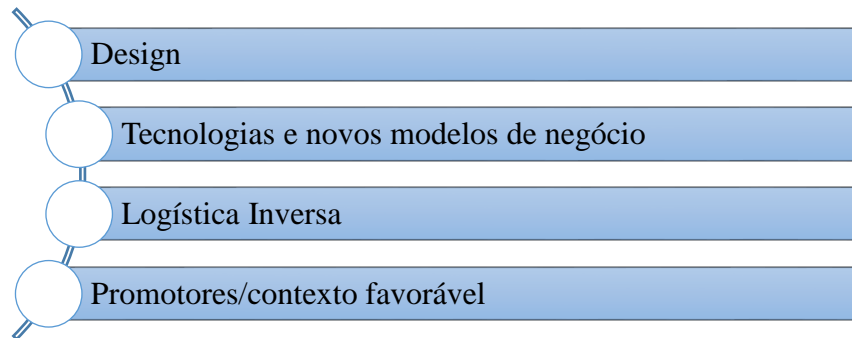 Design
Tecnologias e novos modelos de negócio
Logística Inversa
Promotores/contexto favorável